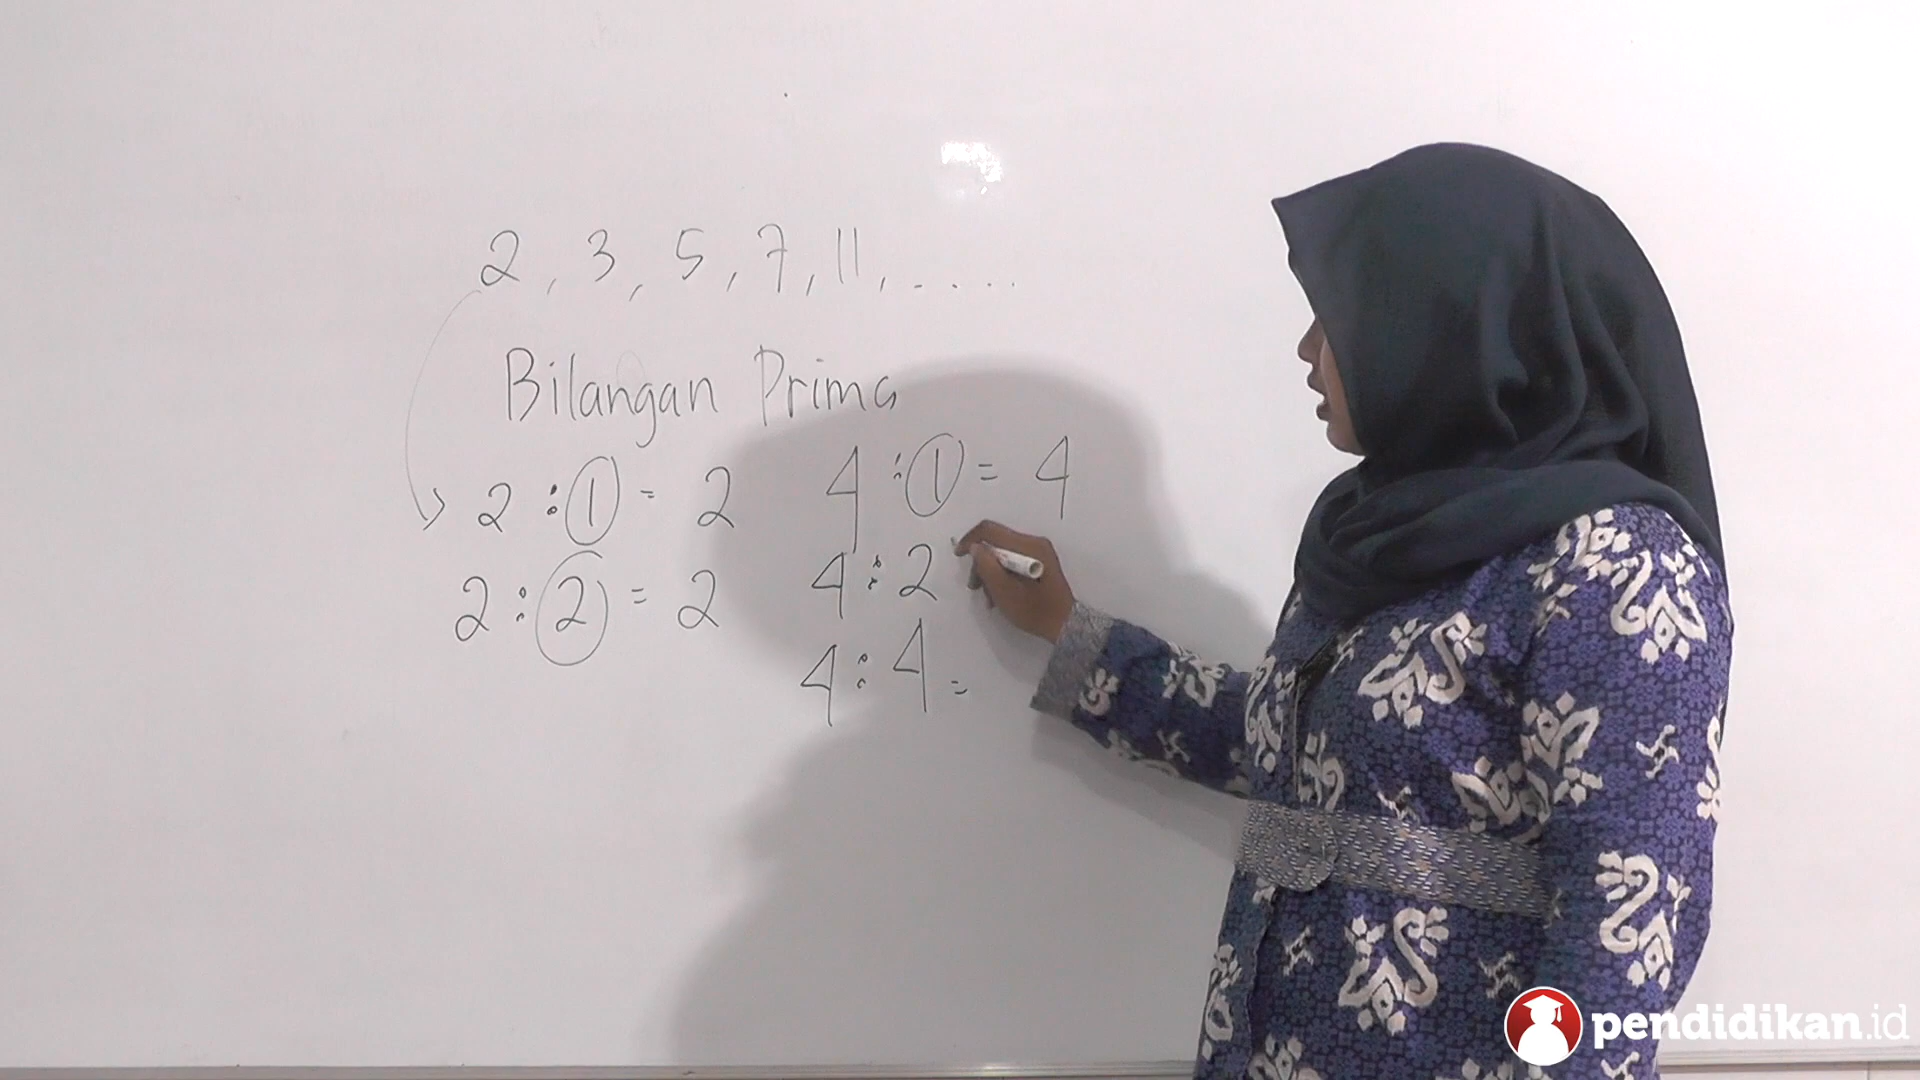 2, 3, 5, 7, 11, .....
Bilangan Prima
2 : 1 = 2
2 : 2 = 2
4 : 1 = 4
4 : 2
4 : 4 =
pendidikan.id